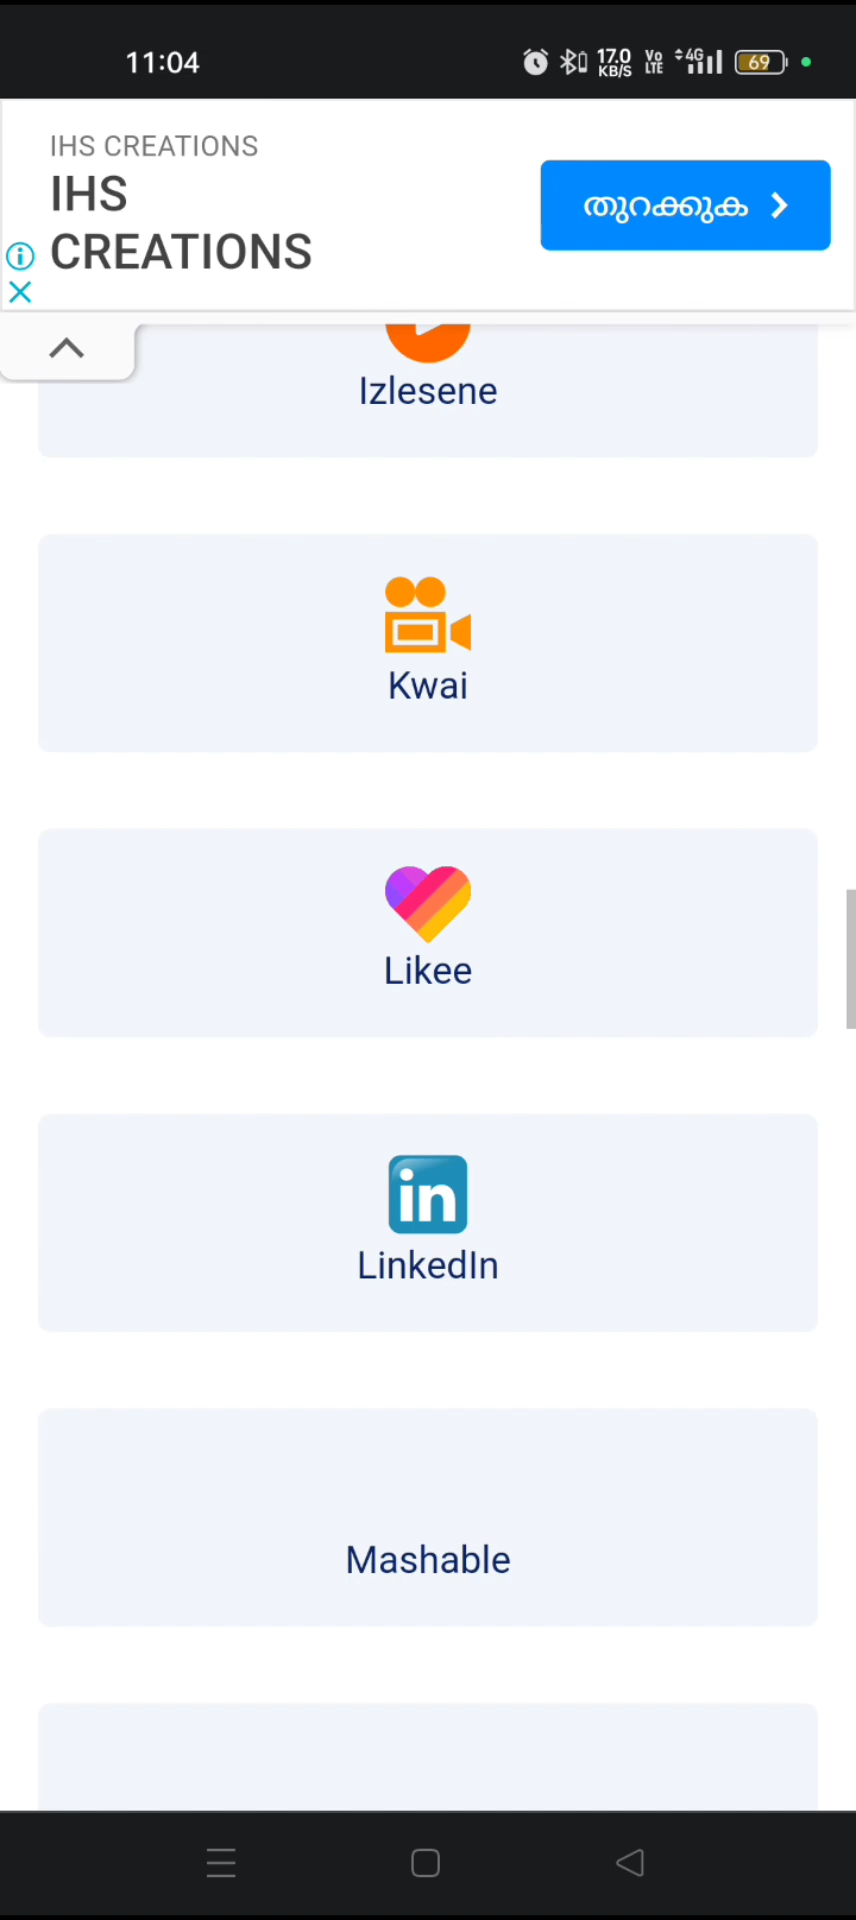 11:04
17.0
KB/S
Vo
LTE
4G
69
IHS CREATIONS
IHS
CREATIONS
തുറക്കുക
Izlesene
Kwai
Likee
in
LinkedIn
Mashable